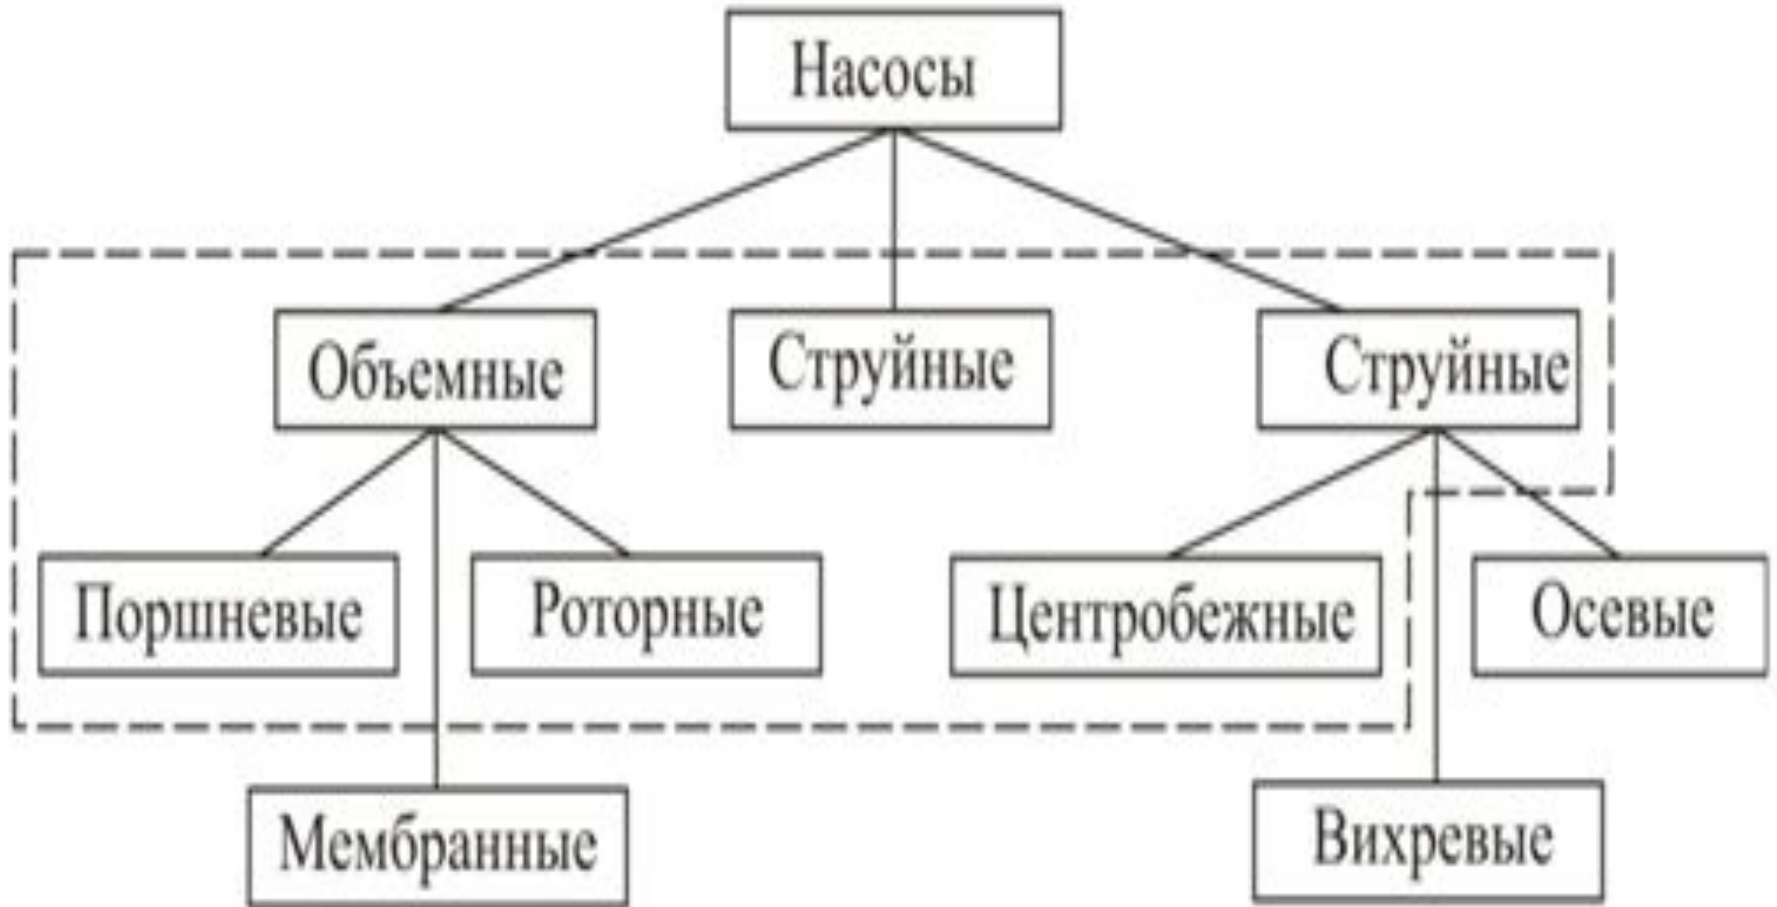 Насосы
Объемные
Струйные
Струйные
Поршневые
Роторные
Центробежные
Осевые
Мембранные
Вихревые